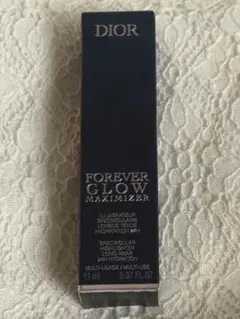 DIOR
FOREVER
GLOW
MAXIMIZER
ILLUMINATEUR
SPECTACULAIRE
LONGUE TENUE
HYDRATATION 24H
SPECTACULAR
HIGHLIGHTER
LONG WEAR
24H HYDRATION
MULTI-USAGE / MULTI-USE
11 mL 0.37 FL. OZ.